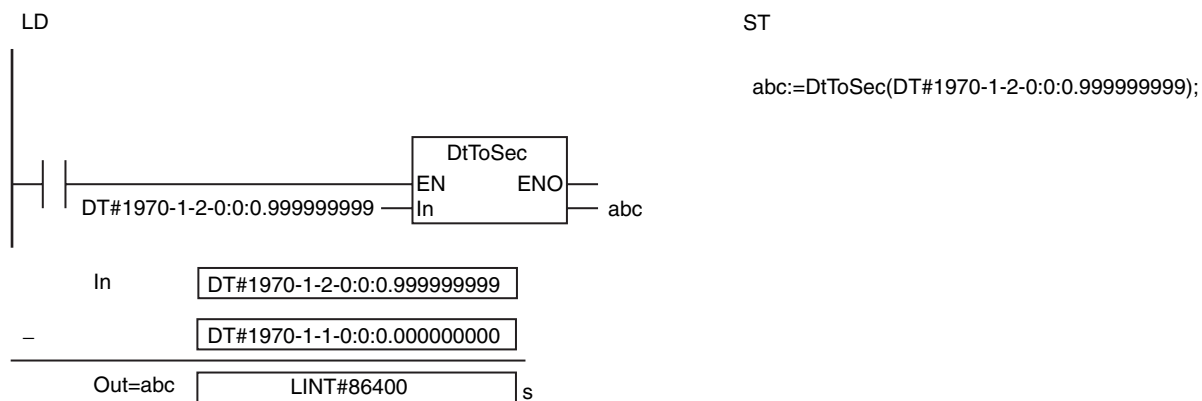 LD
ST
abc:=DtToSec(DT#1970-1-2-0:0:0.999999999);
DtToSec
EN ENO
DT#1970-1-2-0:0:0.999999999 In abc
In DT#1970-1-2-0:0:0.999999999
− DT#1970-1-1-0:0:0.000000000
Out=abc LINT#86400 s